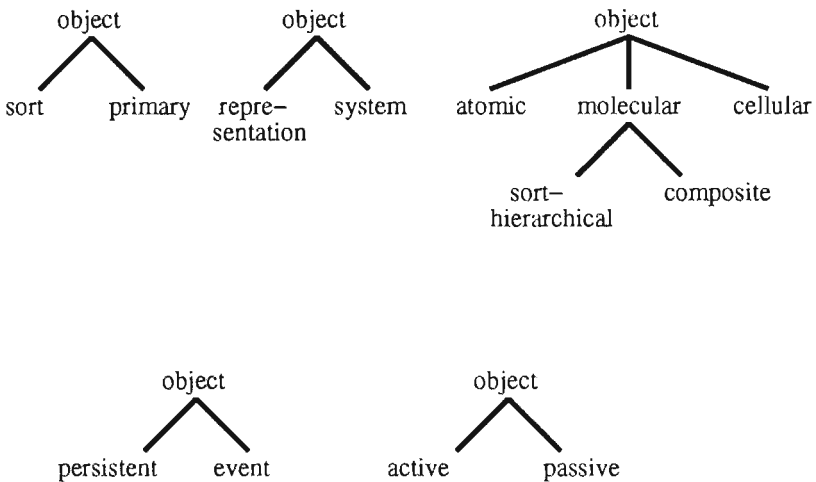 object object object
sort primary repre- system atomic molecular cellular
sentation
sort- composite
hierarchical
object object
persistent event active passive